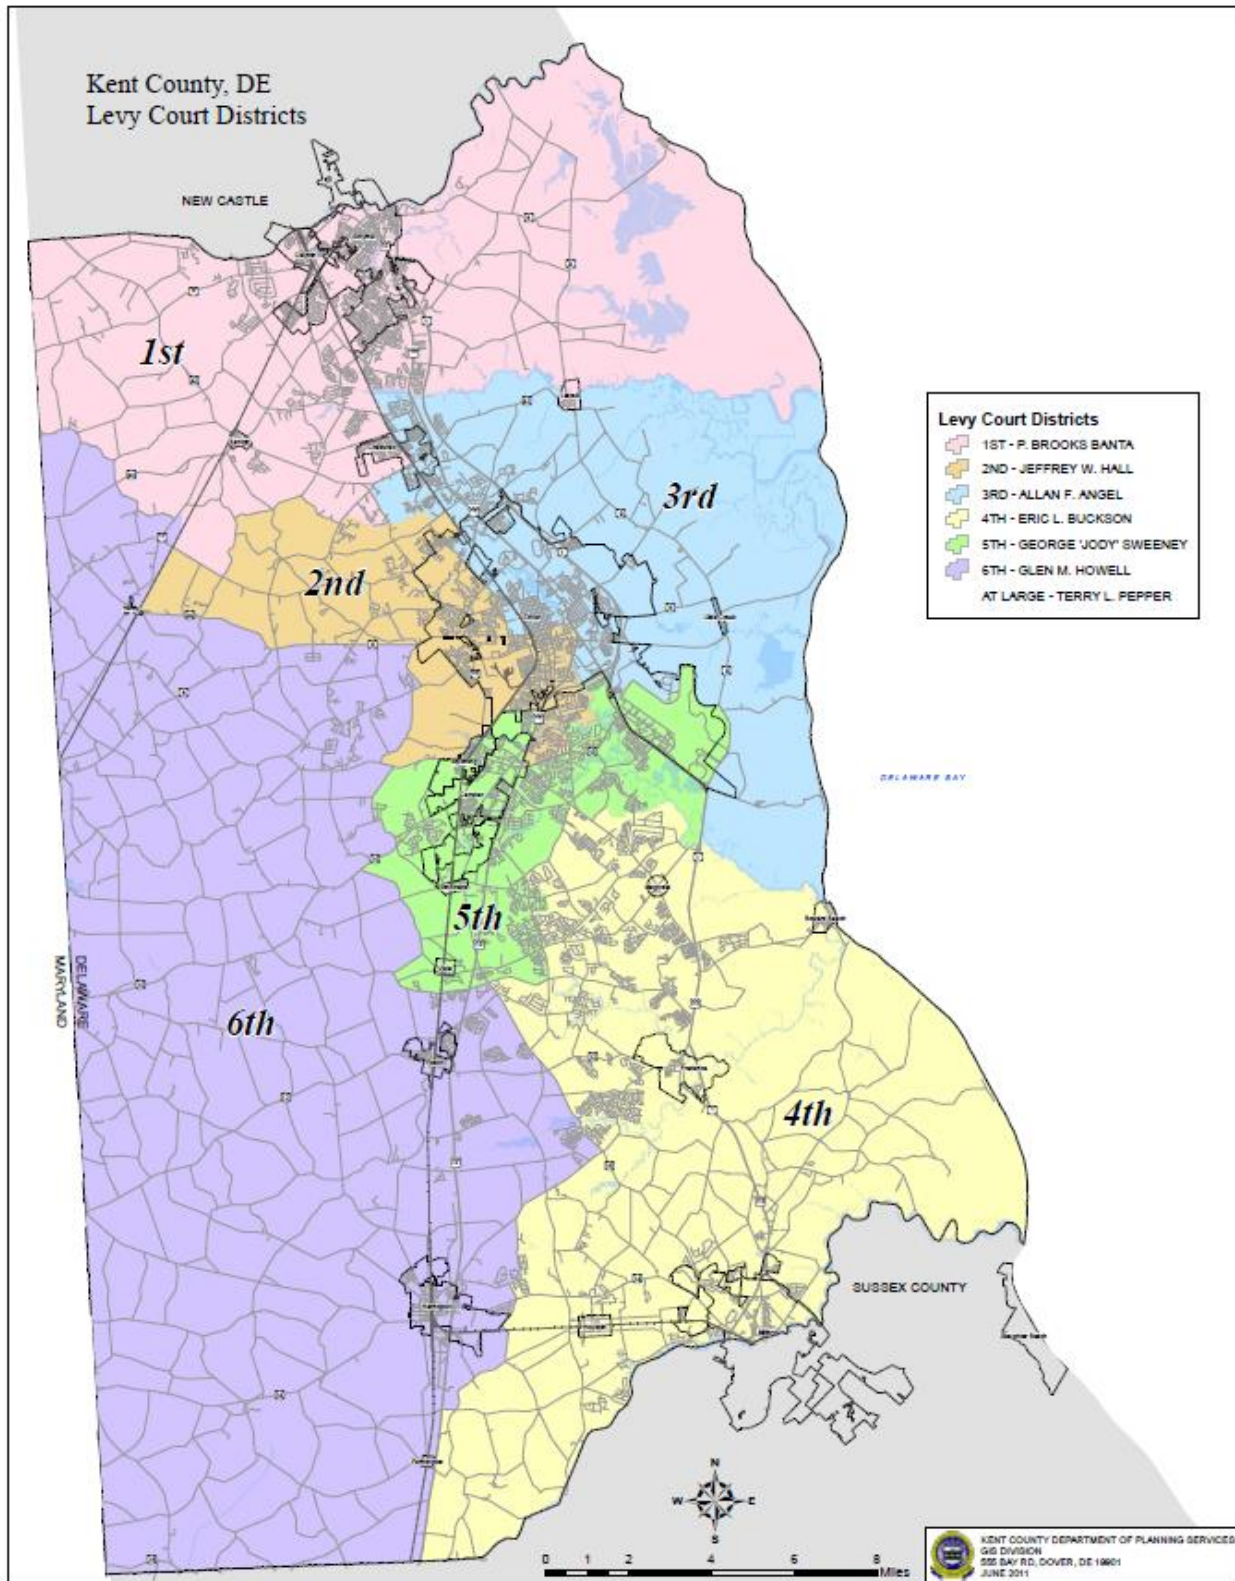 Kent County, DE
Levy Court Districts
NEW CASTLE
1st
Levy Court Districts
1ST - P. BROOKS BANTA
2ND - JEFFREY W. HALL
3RD - ALLAN F. ANGEL
4TH - ERIC L. BUCKSON
5TH - GEORGE 'JODY' SWEENEY
6TH - GLEN M. HOWELL
AT LARGE - TERRY L. PEPPER
3rd
2nd
DELAWARE BAY
5th
DELAWARE
MARYLAND
6th
4th
SUSSEX COUNTY
N
W
E
S
0 1 2 4 6 8
Miles
KENT COUNTY DEPARTMENT OF PLANNING SERVICES
GIS DIVISION
555 BAY RD, DOVER, DE 19901
JUNE 2011